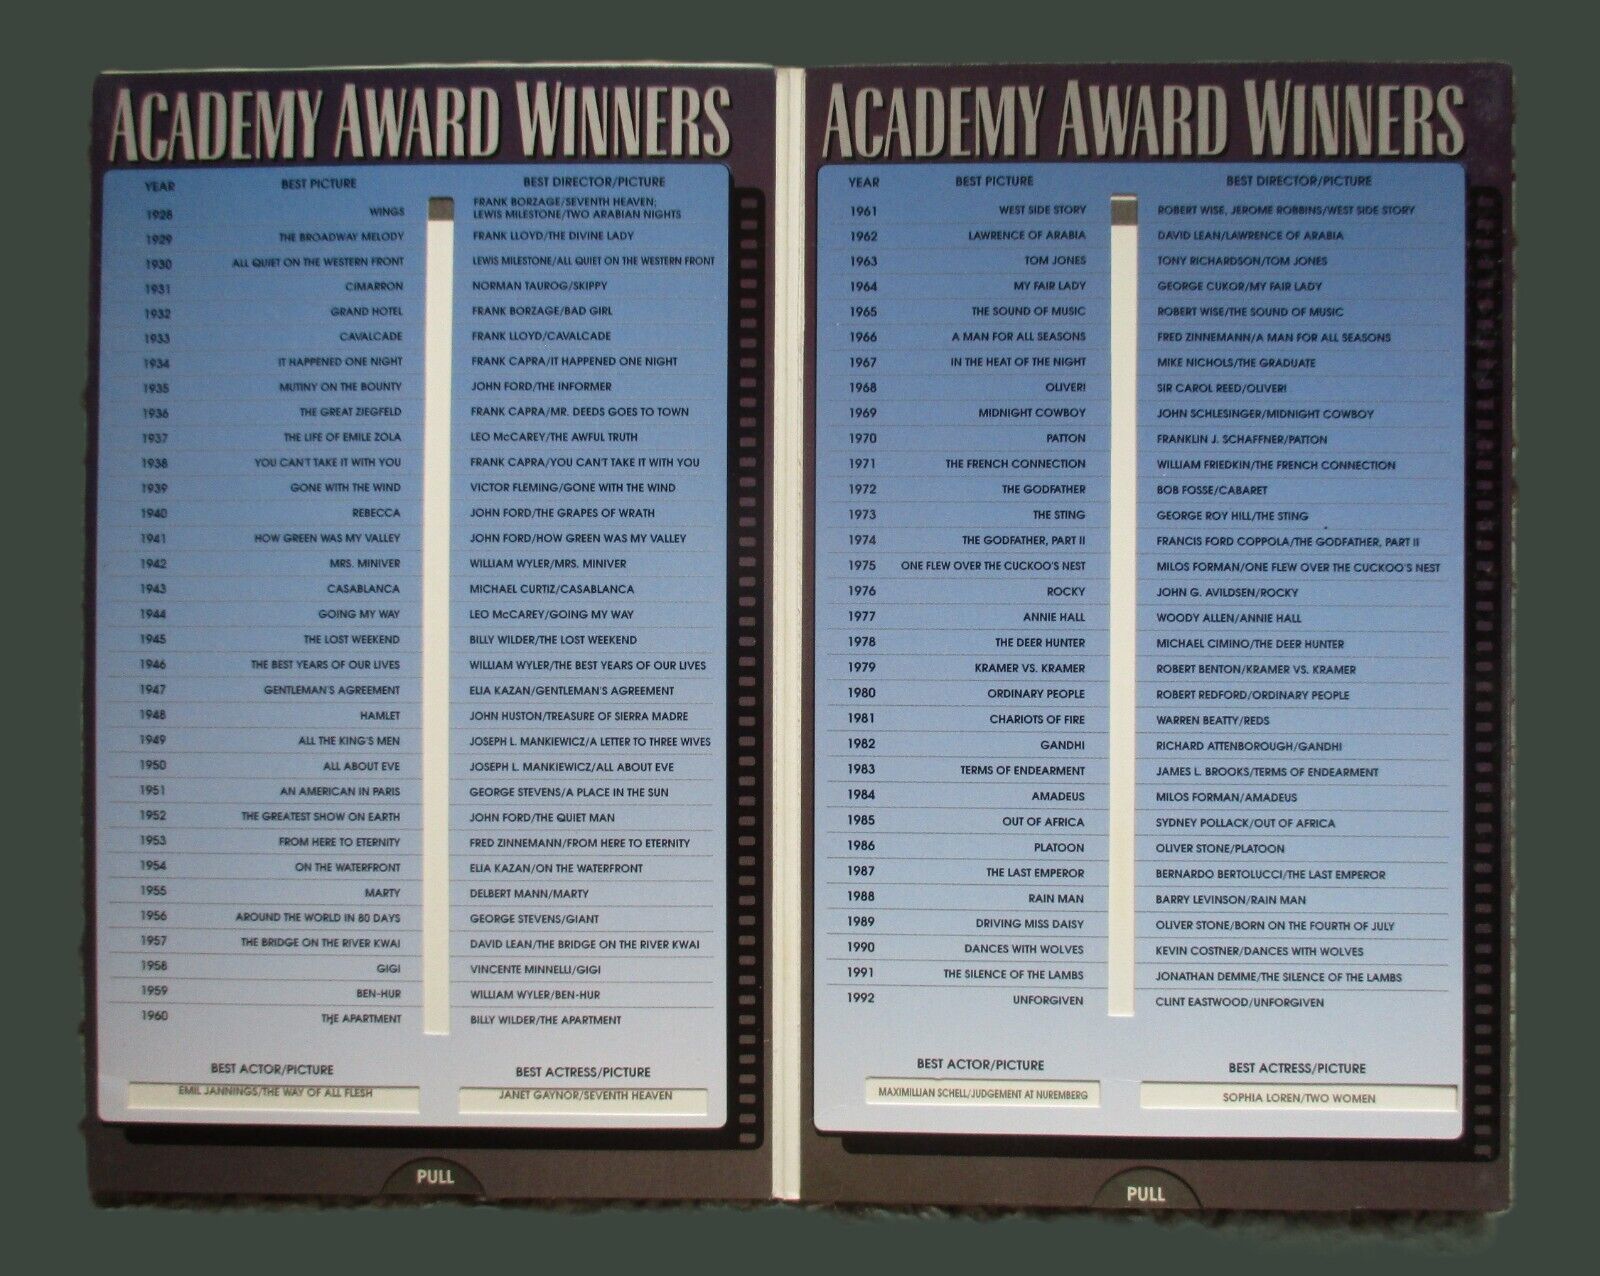 ACADEMY AWARD WINNERS
YEAR BEST PICTURE BEST DIRECTOR/PICTURE
1928 WINGS FRANK BORZAGE/SEVENTH HEAVEN;
LEWIS MILESTONE/TWO ARABIAN NIGHTS
1929 THE BROADWAY MELODY FRANK LLOYD/THE DIVINE LADY
1930 ALL QUIET ON THE WESTERN FRONT LEWIS MILESTONE/ALL QUIET ON THE WESTERN FRONT
1931 CIMARRON NORMAN TAUROG/SKIPPY
1932 GRAND HOTEL FRANK BORZAGE/BAD GIRL
1933 CAVALCADE FRANK LLOYD/CAVALCADE
1934 IT HAPPENED ONE NIGHT FRANK CAPRA/IT HAPPENED ONE NIGHT
1935 MUTINY ON THE BOUNTY JOHN FORD/THE INFORMER
1936 THE GREAT ZIEGFELD FRANK CAPRA/MR. DEEDS GOES TO TOWN
1937 THE LIFE OF EMILE ZOLA LEO McCAREY/THE AWFUL TRUTH
1938 YOU CAN'T TAKE IT WITH YOU FRANK CAPRA/YOU CAN'T TAKE IT WITH YOU
1939 GONE WITH THE WIND VICTOR FLEMING/GONE WITH THE WIND
1940 REBECCA JOHN FORD/THE GRAPES OF WRATH
1941 HOW GREEN WAS MY VALLEY JOHN FORD/HOW GREEN WAS MY VALLEY
1942 MRS. MINIVER WILLIAM WYLER/MRS. MINIVER
1943 CASABLANCA MICHAEL CURTIZ/CASABLANCA
1944 GOING MY WAY LEO McCAREY/GOING MY WAY
1945 THE LOST WEEKEND BILLY WILDER/THE LOST WEEKEND
1946 THE BEST YEARS OF OUR LIVES WILLIAM WYLER/THE BEST YEARS OF OUR LIVES
1947 GENTLEMAN'S AGREEMENT ELIA KAZAN/GENTLEMAN'S AGREEMENT
1948 HAMLET JOHN HUSTON/TREASURE OF SIERRA MADRE
1949 ALL THE KING'S MEN JOSEPH L. MANKIEWICZ/A LETTER TO THREE WIVES
1950 ALL ABOUT EVE JOSEPH L. MANKIEWICZ/ALL ABOUT EVE
1951 AN AMERICAN IN PARIS GEORGE STEVENS/A PLACE IN THE SUN
1952 THE GREATEST SHOW ON EARTH JOHN FORD/THE QUIET MAN
1953 FROM HERE TO ETERNITY FRED ZINNEMANN/FROM HERE TO ETERNITY
1954 ON THE WATERFRONT ELIA KAZAN/ON THE WATERFRONT
1955 MARTY DELBERT MANN/MARTY
1956 AROUND THE WORLD IN 80 DAYS GEORGE STEVENS/GIANT
1957 THE BRIDGE ON THE RIVER KWAI DAVID LEAN/THE BRIDGE ON THE RIVER KWAI
1958 GIGI VINCENTE MINNELLI/GIGI
1959 BEN-HUR WILLIAM WYLER/BEN-HUR
1960 THE APARTMENT BILLY WILDER/THE APARTMENT
BEST ACTOR/PICTURE BEST ACTRESS/PICTURE
EMIL JANNINGS/THE WAY OF ALL FLESH JANET GAYNOR/SEVENTH HEAVEN
PULL
ACADEMY AWARD WINNERS
YEAR BEST PICTURE BEST DIRECTOR/PICTURE
1961 WEST SIDE STORY ROBERT WISE, JEROME ROBBINS/WEST SIDE STORY
1962 LAWRENCE OF ARABIA DAVID LEAN/LAWRENCE OF ARABIA
1963 TOM JONES TONY RICHARDSON/TOM JONES
1964 MY FAIR LADY GEORGE CUKOR/MY FAIR LADY
1965 THE SOUND OF MUSIC ROBERT WISE/THE SOUND OF MUSIC
1966 A MAN FOR ALL SEASONS FRED ZINNEMANN/A MAN FOR ALL SEASONS
1967 IN THE HEAT OF THE NIGHT MIKE NICHOLS/THE GRADUATE
1968 OLIVER! SIR CAROL REED/OLIVER!
1969 MIDNIGHT COWBOY JOHN SCHLESINGER/MIDNIGHT COWBOY
1970 PATTON FRANKLIN J. SCHAFFNER/PATTON
1971 THE FRENCH CONNECTION WILLIAM FRIEDKIN/THE FRENCH CONNECTION
1972 THE GODFATHER BOB FOSSE/CABARET
1973 THE STING GEORGE ROY HILL/THE STING
1974 THE GODFATHER, PART II FRANCIS FORD COPPOLA/THE GODFATHER, PART II
1975 ONE FLEW OVER THE CUCKOO'S NEST MILOS FORMAN/ONE FLEW OVER THE CUCKOO'S NEST
1976 ROCKY JOHN G. AVILDSEN/ROCKY
1977 ANNIE HALL WOODY ALLEN/ANNIE HALL
1978 THE DEER HUNTER MICHAEL CIMINO/THE DEER HUNTER
1979 KRAMER VS. KRAMER ROBERT BENTON/KRAMER VS. KRAMER
1980 ORDINARY PEOPLE ROBERT REDFORD/ORDINARY PEOPLE
1981 CHARIOTS OF FIRE WARREN BEATTY/REDS
1982 GANDHI RICHARD ATTENBOROUGH/GANDHI
1983 TERMS OF ENDEARMENT JAMES L. BROOKS/TERMS OF ENDEARMENT
1984 AMADEUS MILOS FORMAN/AMADEUS
1985 OUT OF AFRICA SYDNEY POLLACK/OUT OF AFRICA
1986 PLATOON OLIVER STONE/PLATOON
1987 THE LAST EMPEROR BERNARDO BERTOLUCCI/THE LAST EMPEROR
1988 RAIN MAN BARRY LEVINSON/RAIN MAN
1989 DRIVING MISS DAISY OLIVER STONE/BORN ON THE FOURTH OF JULY
1990 DANCES WITH WOLVES KEVIN COSTNER/DANCES WITH WOLVES
1991 THE SILENCE OF THE LAMBS JONATHAN DEMME/THE SILENCE OF THE LAMBS
1992 UNFORGIVEN CLINT EASTWOOD/UNFORGIVEN
BEST ACTOR/PICTURE BEST ACTRESS/PICTURE
MAXIMILLIAN SCHELL/JUDGEMENT AT NUREMBERG SOPHIA LOREN/TWO WOMEN
PULL